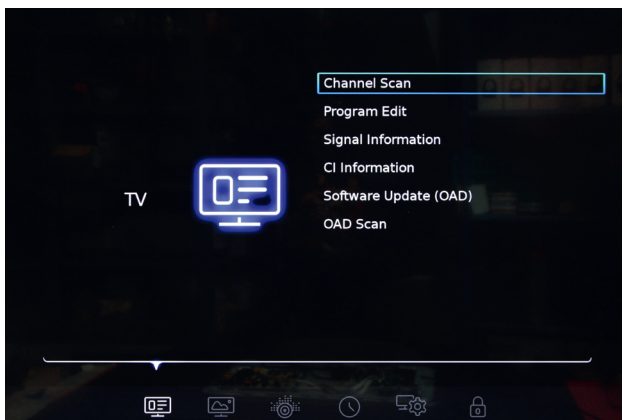 Channel Scan
Program Edit
Signal Information
CI Information
Software Update (OAD)
OAD Scan
TV